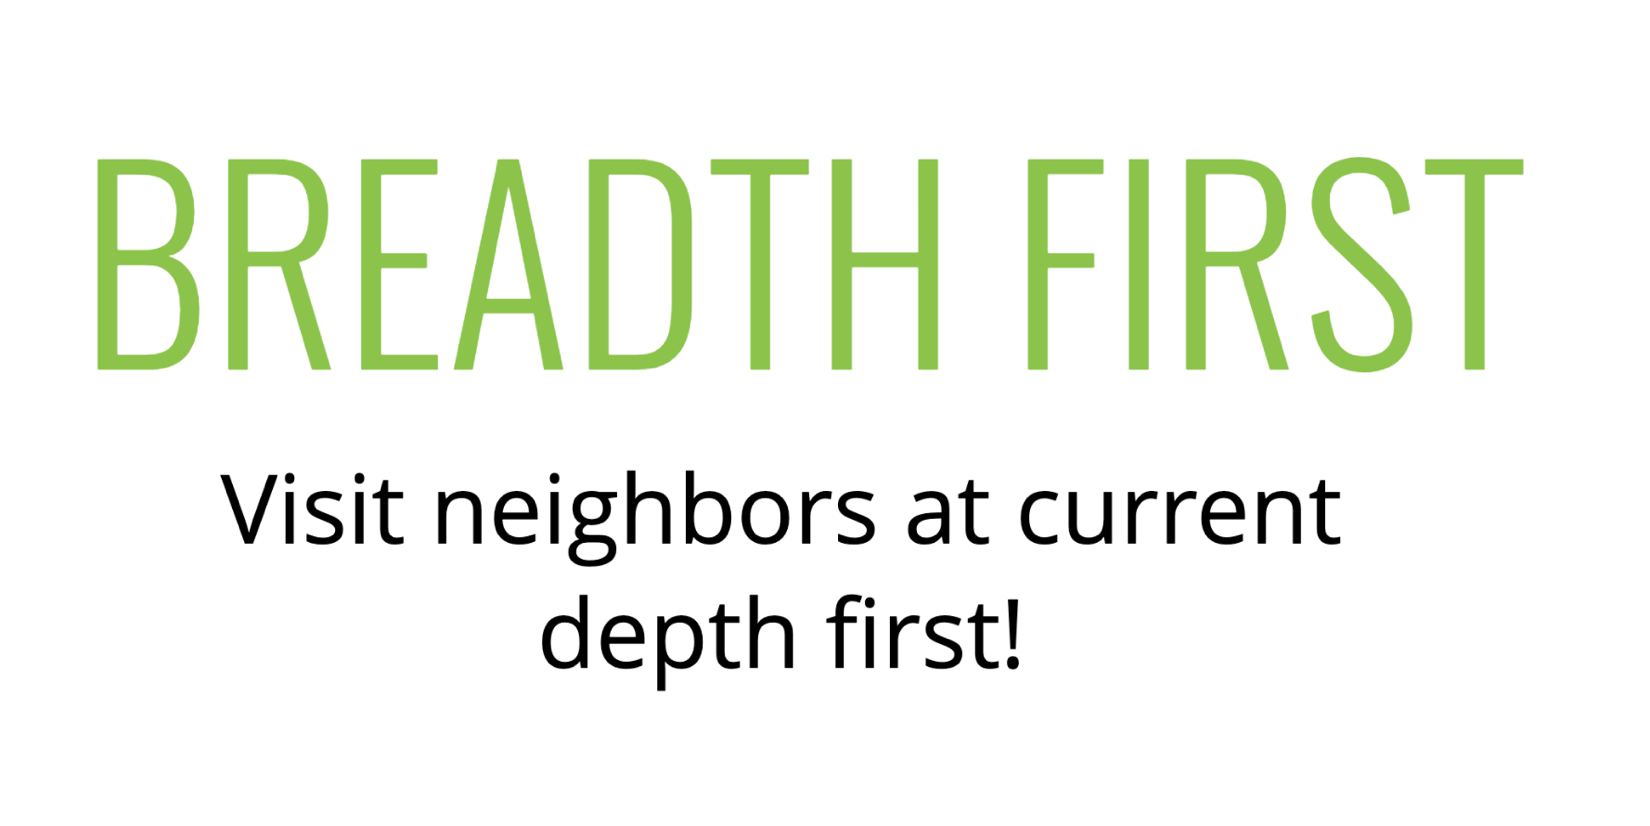 BREADTH FIRST
Visit neighbors at current
depth first!